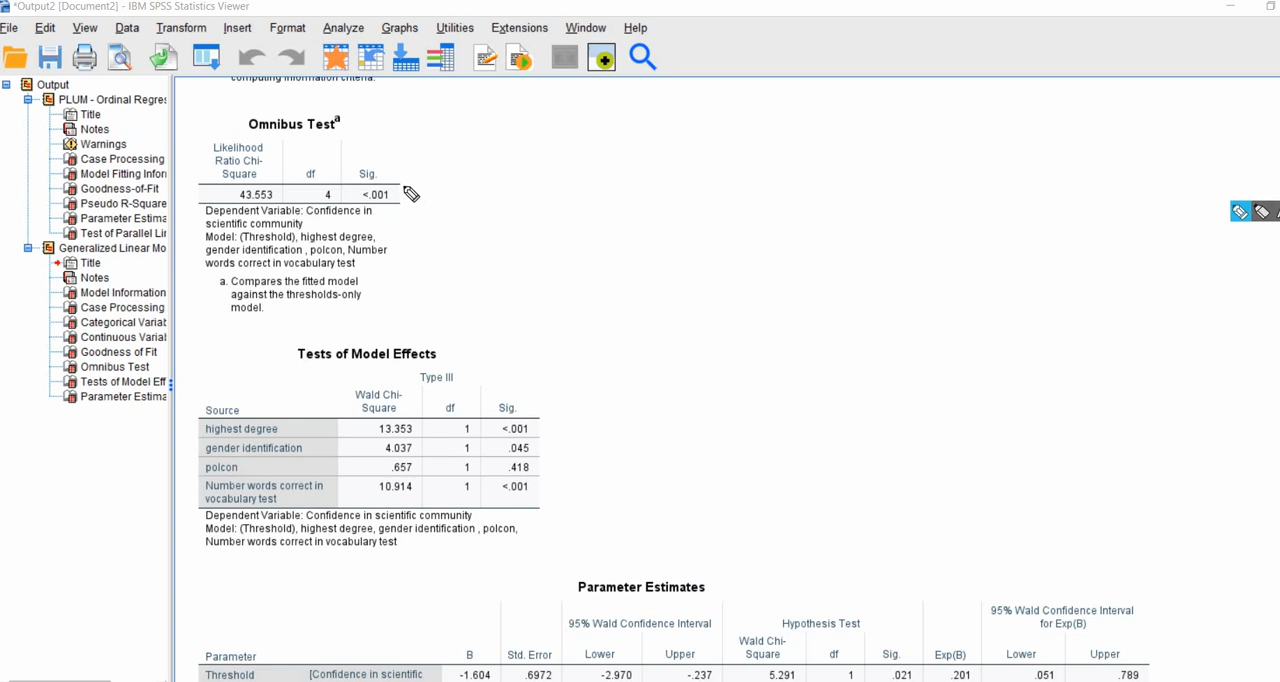 *Output2 [Document2] - IBM SPSS Statistics Viewer
File Edit View Data Transform Insert Format Analyze Graphs Utilities Extensions Window Help
Output
PLUM - Ordinal Regres
Title
Notes
Warnings
Case Processing
Model Fitting Infor
Goodness-of-Fit
Pseudo R-Square
Parameter Estima
Test of Parallel Lin
Generalized Linear Mo
Title
Notes
Model Information
Case Processing
Categorical Variab
Continuous Variab
Goodness of Fit
Omnibus Test
Tests of Model Eff
Parameter Estima
computing information criteria.
Omnibus Testa
Likelihood
Ratio Chi-
Square df Sig.
43.553 4 <.001
Dependent Variable: Confidence in
scientific community
Model: (Threshold), highest degree,
gender identification , polcon, Number
words correct in vocabulary test
a. Compares the fitted model
against the thresholds-only
model.
Tests of Model Effects
Type III
Wald Chi-
Source Square df Sig.
highest degree 13.353 1 <.001
gender identification 4.037 1 .045
polcon .657 1 .418
Number words correct in 10.914 1 <.001
vocabulary test
Dependent Variable: Confidence in scientific community
Model: (Threshold), highest degree, gender identification , polcon,
Number words correct in vocabulary test
Parameter Estimates
95% Wald Confidence Interval Hypothesis Test 95% Wald Confidence Interval
for Exp(B)
Wald Chi-
Parameter B Std. Error Lower Upper Square df Sig. Exp(B) Lower Upper
Threshold [Confidence in scientific -1.604 .6972 -2.970 -.237 5.291 1 .021 .201 .051 .789